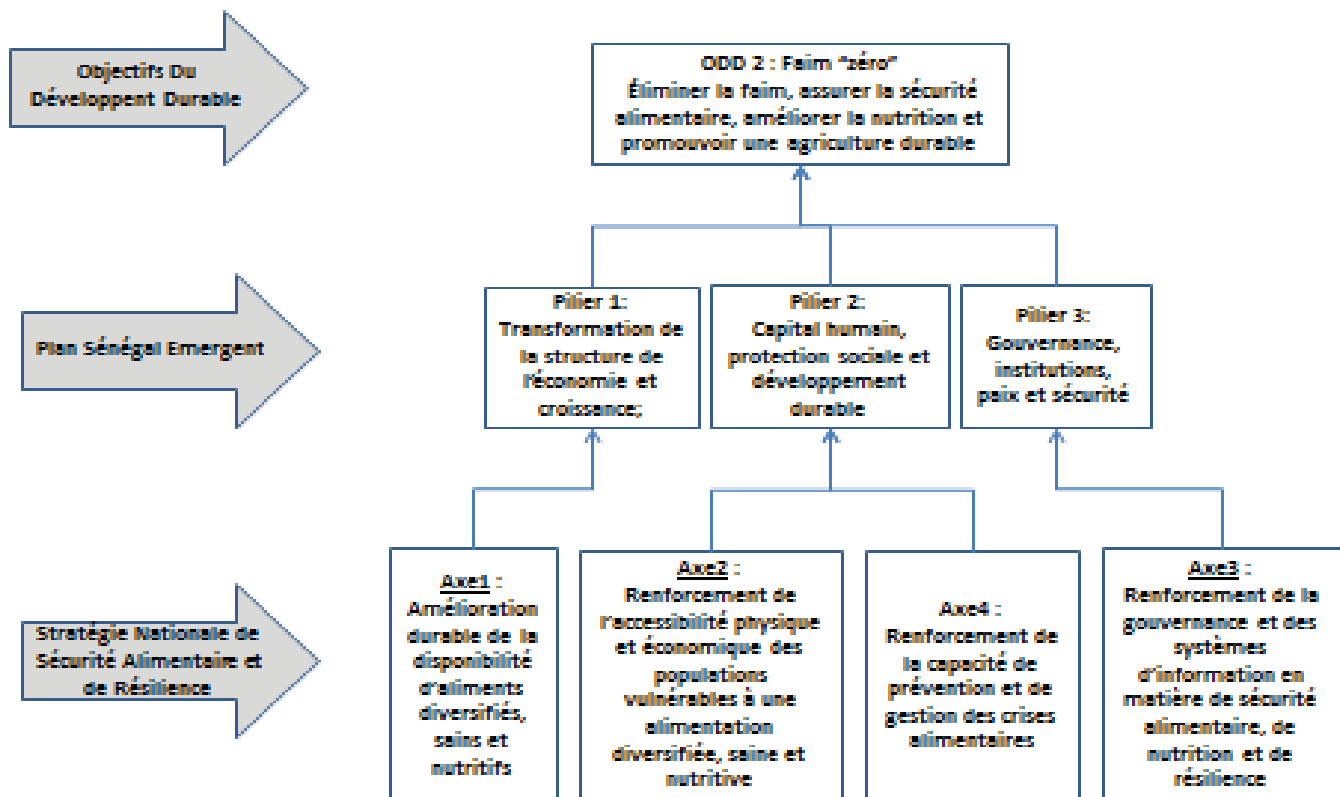 Objectifs Du
Développent Durable
ODD 2 : Faim "zéro"
Éliminer la faim, assurer la sécurité
alimentaire, améliorer la nutrition et
promouvoir une agriculture durable
Plan Sénégal Emergent
Pilier 1:
Transformation de
la structure de
l'économie et
croissance;
Pilier 2:
Capital humain,
protection sociale et
développement
durable
Pilier 3:
Gouvernance,
institutions,
paix et sécurité
Stratégie Nationale de
Sécurité Alimentaire et
de Résilience
Axe1 :
Amélioration
durable de la
disponibilité
d'aliments
diversifiés,
sains et
nutritifs
Axe2 :
Renforcement de
l'accessibilité physique
et économique des
populations
vulnérables à une
alimentation
diversifiée, saine et
nutritive
Axe4 :
Renforcement de
la capacité de
prévention et de
gestion des crises
alimentaires
Axe3 :
Renforcement de la
gouvernance et des
systèmes
d'information en
matière de sécurité
alimentaire, de
nutrition et de
résilience